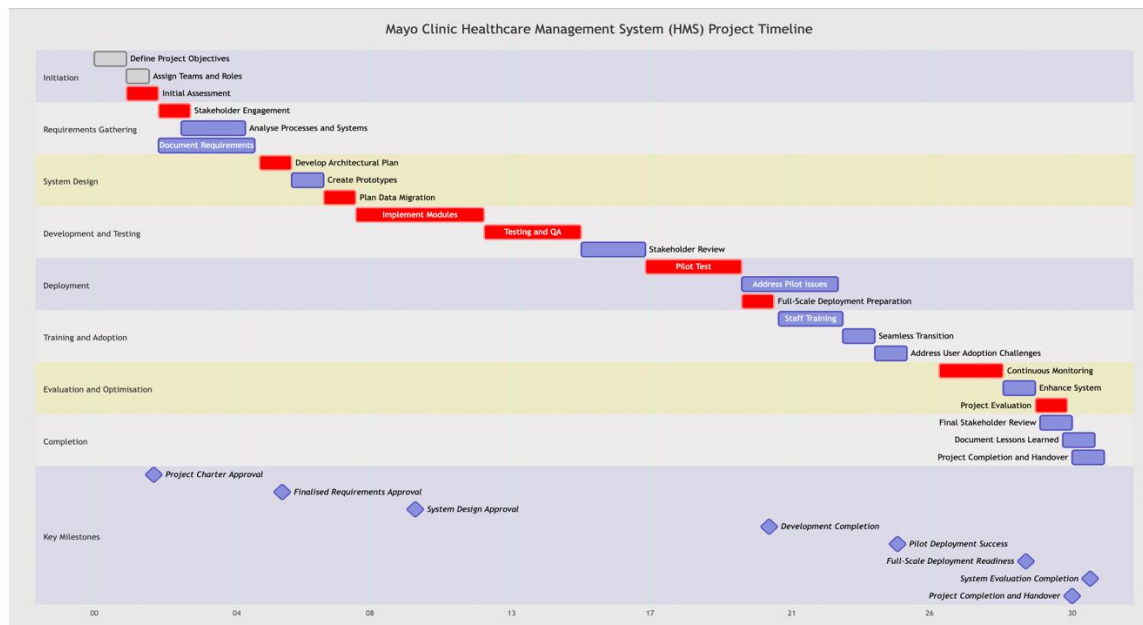 Mayo Clinic Healthcare Management System (HMS) Project Timeline
Define Project Objectives
Initiation
Assign Teams and Roles
Initial Assessment
Stakeholder Engagement
Requirements Gathering
Analyse Processes and Systems
Document Requirements
Develop Architectural Plan
System Design
Create Prototypes
Plan Data Migration
Implement Modules
Development and Testing
Testing and QA
Stakeholder Review
Pilot Test
Deployment
Address Pilot Issues
Full-Scale Deployment Preparation
Staff Training
Training and Adoption
Seamless Transition
Address User Adoption Challenges
Continuous Monitoring
Evaluation and Optimisation
Enhance System
Project Evaluation
Final Stakeholder Review
Completion
Document Lessons Learned
Project Completion and Handover
Project Charter Approval
Finalised Requirements Approval
System Design Approval
Key Milestones
Development Completion
Pilot Deployment Success
Full-Scale Deployment Readiness
System Evaluation Completion
Project Completion and Handover
00 04 08 13 17 21 26 30